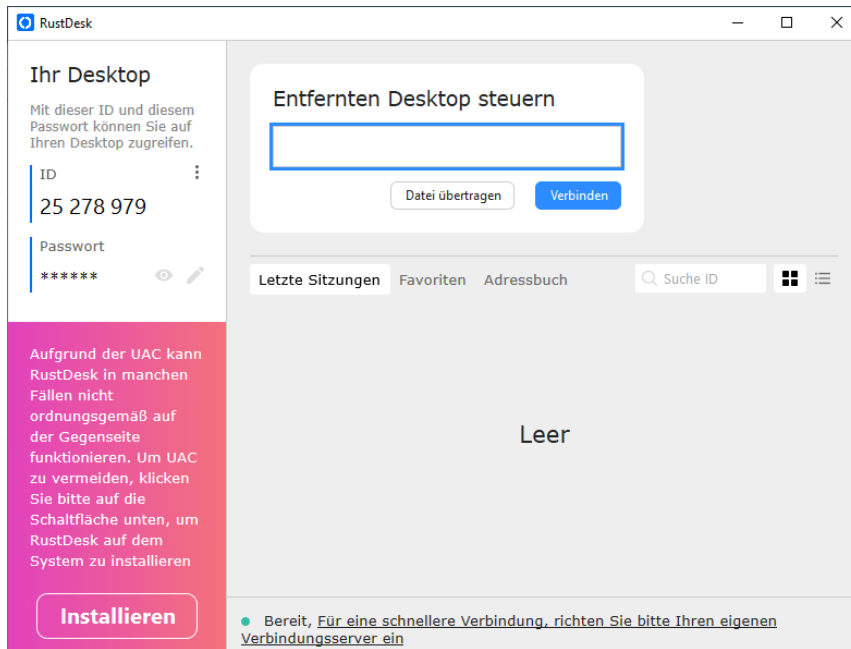 RustDesk
Ihr Desktop
Mit dieser ID und diesem
Passwort können Sie auf
Ihren Desktop zugreifen.
ID
25 278 979
Passwort
******
Aufgrund der UAC kann
RustDesk in manchen
Fällen nicht
ordnungsgemäß auf
der Gegenseite
funktionieren. Um UAC
zu vermeiden, klicken
Sie bitte auf die
Schaltfläche unten, um
RustDesk auf dem
System zu installieren
Installieren
Entfernten Desktop steuern
Datei übertragen
Verbinden
Letzte Sitzungen Favoriten Adressbuch Suche ID
Leer
Bereit, Für eine schnellere Verbindung, richten Sie bitte Ihren eigenen
Verbindungsserver ein